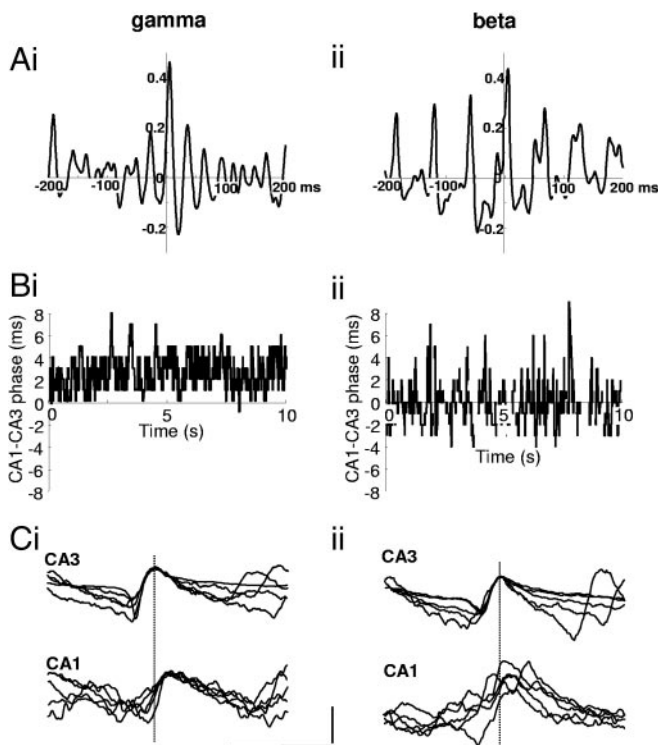 gamma beta
Ai ii
0.4 0.4
0.2 0.2
-200 -100 0 100 200 ms -200 -100 0 100 200 ms
-0.2 -0.2
Bi ii
CA1-CA3 phase (ms) CA1-CA3 phase (ms)
8 8
6 6
4 4
2 2
0 0 5 10 0 0 5 10
-2 -2
Time (s)
-4 -4
Time (s)
-6 -6
-8 -8
Ci ii
CA3 CA3
CA1 CA1